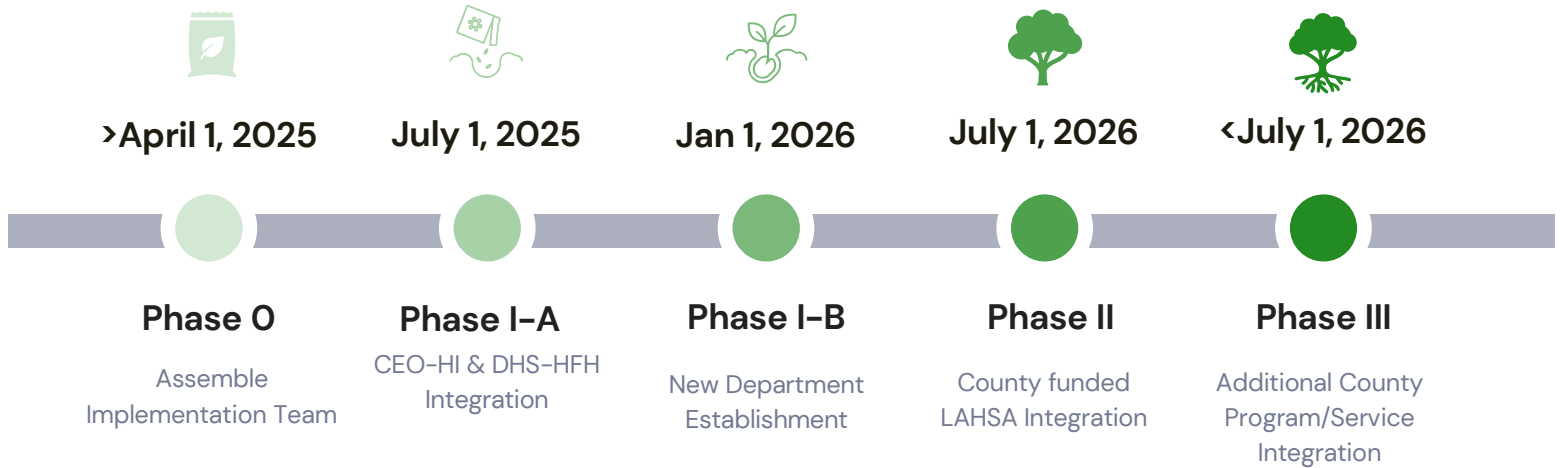 >April 1, 2025
July 1, 2025
Jan 1, 2026
July 1, 2026
<July 1, 2026
Phase 0
Assemble
Implementation Team
Phase I-A
CEO-HI & DHS-HFH
Integration
Phase I-B
New Department
Establishment
Phase II
County funded
LAHSA Integration
Phase III
Additional County
Program/Service
Integration